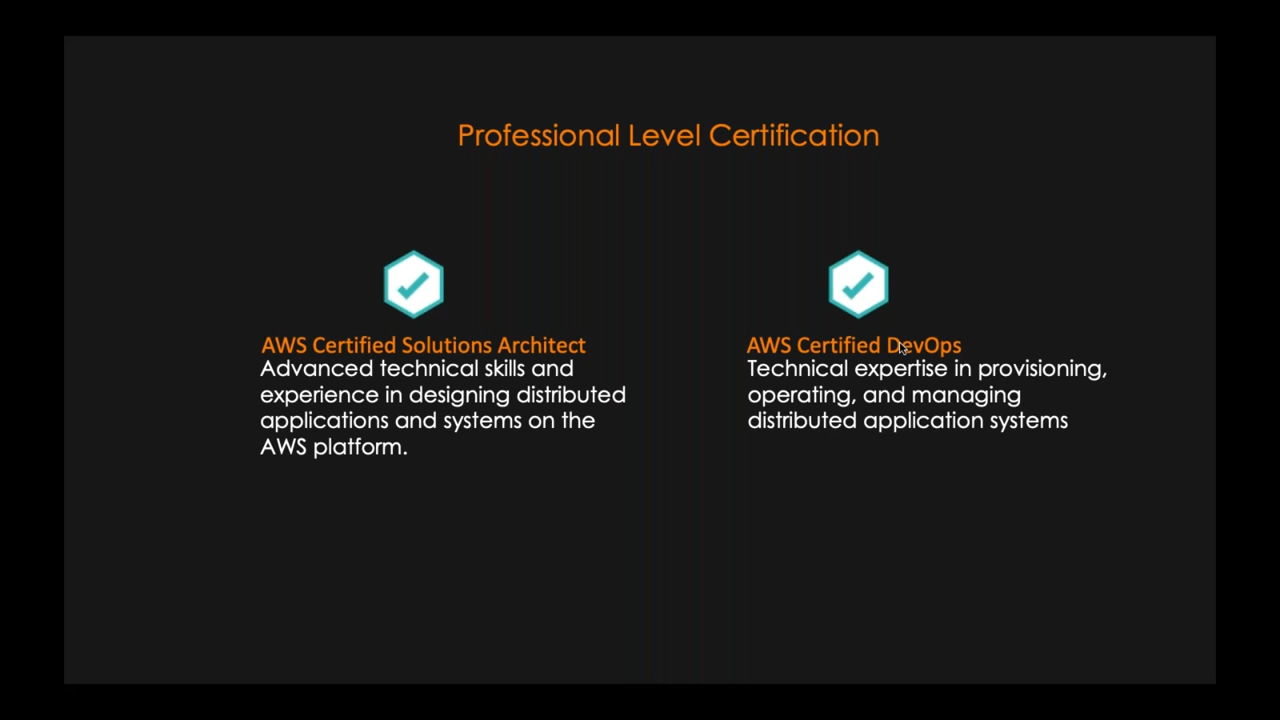 Professional Level Certification
AWS Certified Solutions Architect
Advanced technical skills and
experience in designing distributed
applications and systems on the
AWS platform.
AWS Certified DevOps
Technical expertise in provisioning,
operating, and managing
distributed application systems